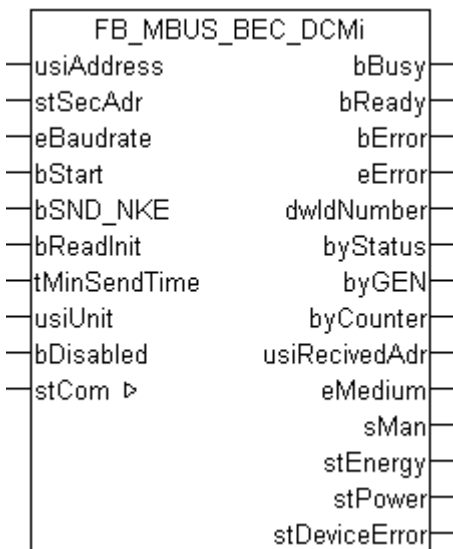 FB_MBUS_BEC_DCMi
usiAddress bBusy
stSecAdr bReady
eBaudrate bError
bStart eError
bSND_NKE dwIdNumber
bReadInit byStatus
tMinSendTime byGEN
usiUnit byCounter
bDisabled usiRecivedAdr
stCom ▷ eMedium
sMan
stEnergy
stPower
stDeviceError